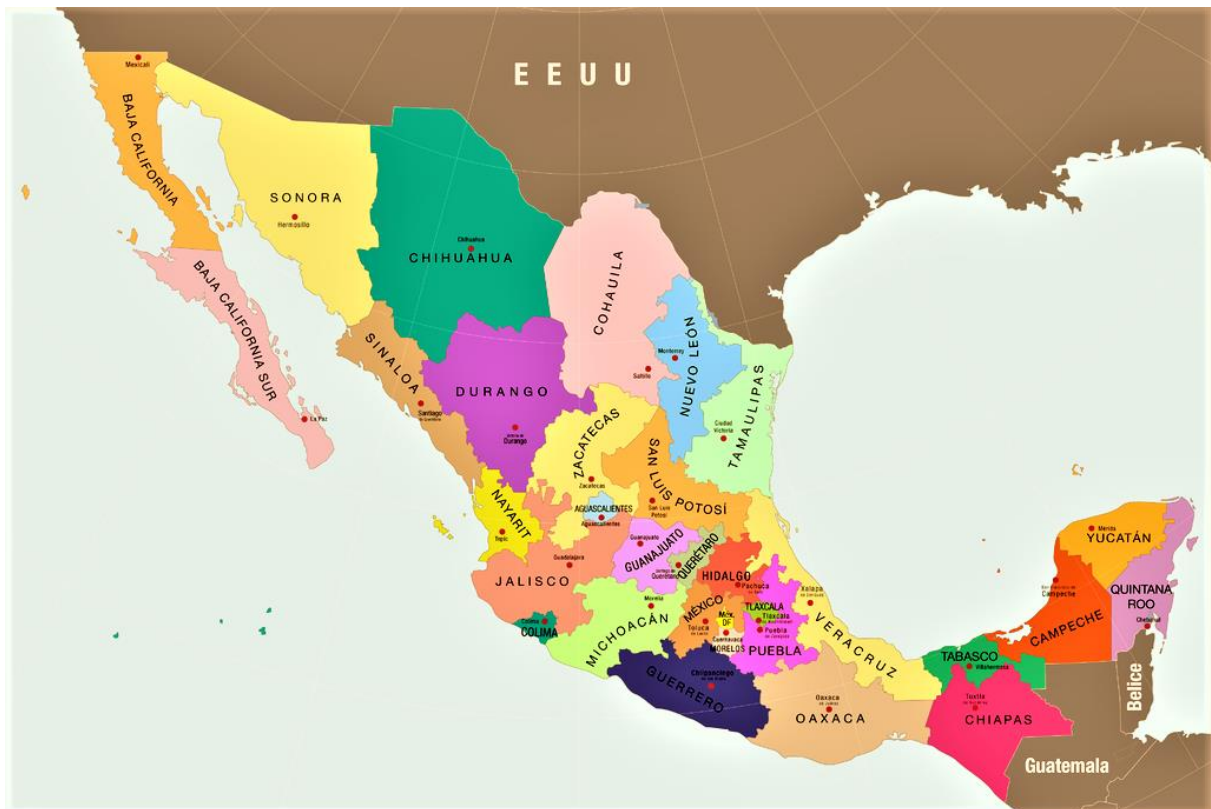 EEUU
Mexicali
BAJA CALIFORNIA
SONORA
Hermosillo
Chihuahua
CHIHUAHUA
COHAUILA
BAJA CALIFORNIA SUR
La Paz
SINALOA
DURANGO
Durango
NUEVO LEÓN
Monterrey
Saltillo
TAMAULIPAS
Ciudad
Victoria
ZACATECAS
Zacatecas
SAN LUIS POTOSÍ
San Luis
Potosí
NAYARIT
Tepic
AGUASCALIENTES
Aguascalientes
Guanajuato
GUANAJUATO
QUERÉTARO
Querétaro
Guadalajara
JALISCO
HIDALGO
Pachuca
Colima
COLIMA
Morelia
MICHOACÁN
MÉXICO
Toluca
Méx.
DF
Cuernavaca
MORELOS
TLAXCALA
Tlaxcala
Puebla
PUEBLA
Xalapa
VERACRUZ
GUERRERO
Oaxaca
OAXACA
TABASCO
Villahermosa
Tuxtla
CHIAPAS
Campeche
CAMPECHE
Mérida
YUCATÁN
QUINTANA
ROO
Chetumal
Belice
Guatemala